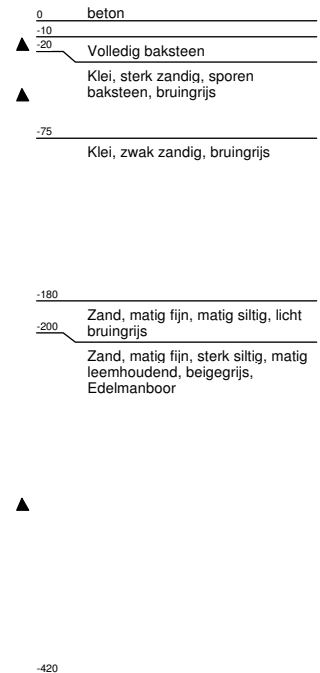 0 beton
-10
-20 Volledig baksteen
Klei, sterk zandig, sporen
baksteen, bruingrijs
-75
Klei, zwak zandig, bruingrijs
-180
Zand, matig fijn, matig siltig, licht
bruingrijs
-200
Zand, matig fijn, sterk siltig, matig
leemhoudend, beigegrijs,
Edelmanboor
-420